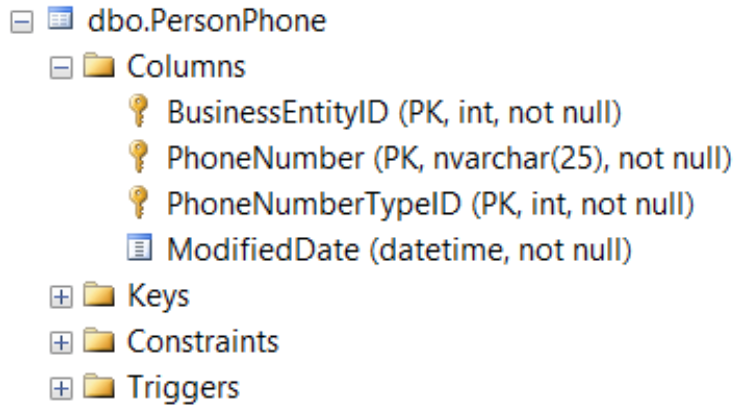 dbo.PersonPhone
Columns
BusinessEntityID (PK, int, not null)
PhoneNumber (PK, nvarchar(25), not null)
PhoneNumberTypeID (PK, int, not null)
ModifiedDate (datetime, not null)
Keys
Constraints
Triggers